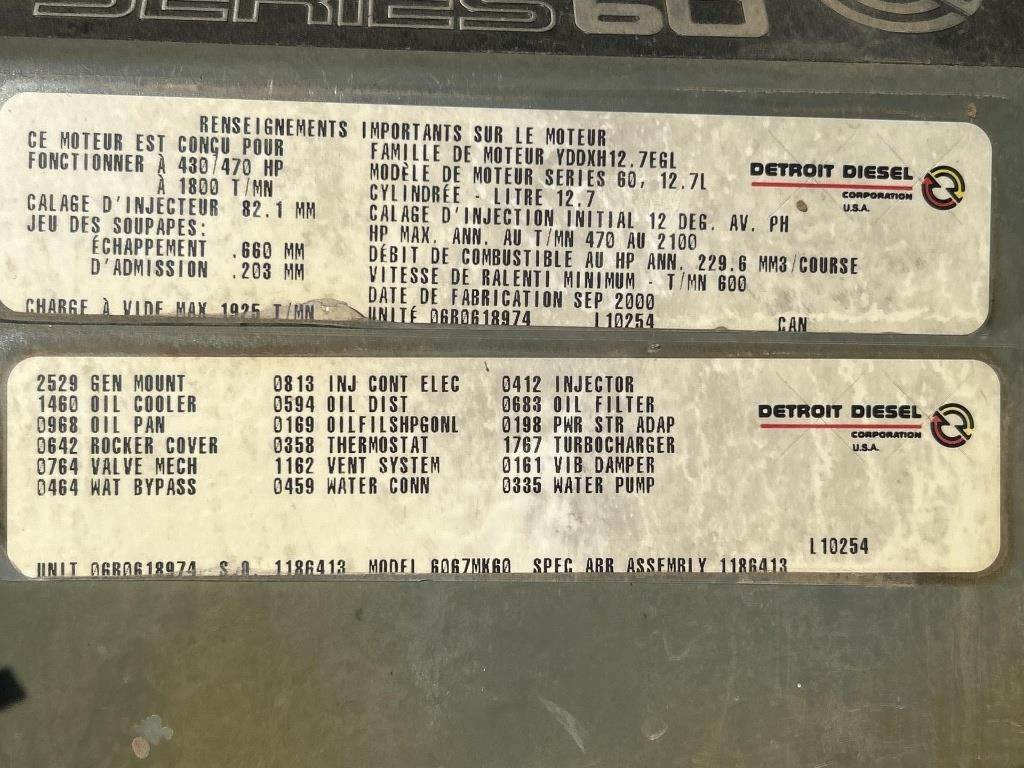 SERIES 60
RENSEIGNEMENTS IMPORTANTS SUR LE MOTEUR
CE MOTEUR EST CONÇU POUR
FONCTIONNER À 430/470 HP
À 1800 T/MN
CALAGE D'INJECTEUR 82.1 MM
JEU DES SOUPAPES:
ÉCHAPPEMENT .660 MM
D'ADMISSION .203 MM
CHARGE À VIDE MAX 1925 T/MN
FAMILLE DE MOTEUR YDDXH12.7EGL
MODÈLE DE MOTEUR SERIES 60, 12.7L
CYLINDRÉE - LITRE 12.7
CALAGE D'INJECTION INITIAL 12 DEG. AV. PH
HP MAX. ANN. AU T/MN 470 AU 2100
DÉBIT DE COMBUSTIBLE AU HP ANN. 229.6 MM3/COURSE
VITESSE DE RALENTI MINIMUM - T/MN 600
DATE DE FABRICATION SEP 2000
UNITÉ 06R0618974 L10254 CAN
DETROIT DIESEL
CORPORATION
U.S.A.
2529 GEN MOUNT 0813 INJ CONT ELEC 0412 INJECTOR
1460 OIL COOLER 0594 OIL DIST 0683 OIL FILTER
0968 OIL PAN 0169 OILFILSHPGONL 0198 PWR STR ADAP
0642 ROCKER COVER 0358 THERMOSTAT 1767 TURBOCHARGER
0764 VALVE MECH 1162 VENT SYSTEM 0161 VIB DAMPER
0464 WAT BYPASS 0459 WATER CONN 0335 WATER PUMP
DETROIT DIESEL
CORPORATION
U.S.A.
L10254
UNIT 06R0618974 S.O. 1186413 MODEL 6067MK60 SPEC ARR ASSEMBLY 1186413